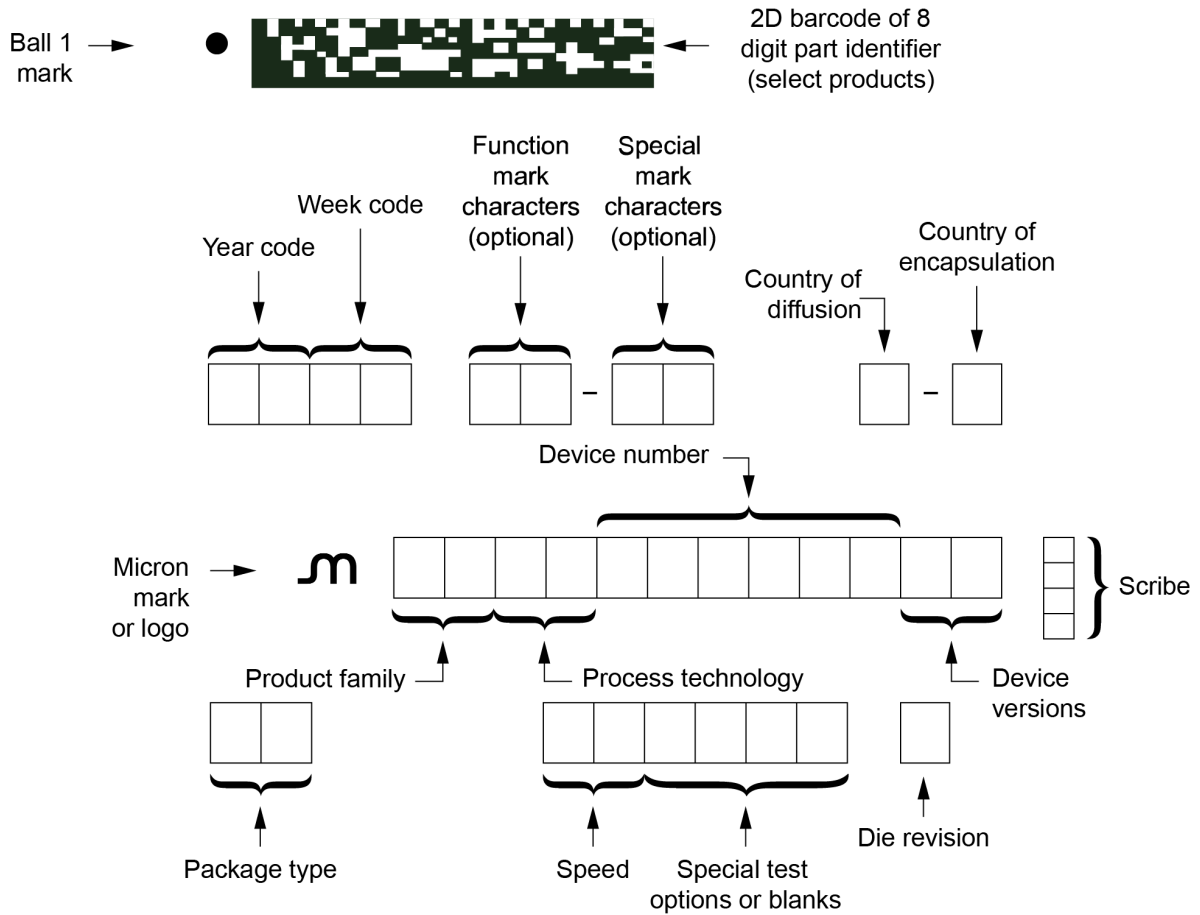 Ball 1
mark
2D barcode of 8
digit part identifier
(select products)
Year code
Week code
Function
mark
characters
(optional)
Special
mark
characters
(optional)
Country of
diffusion
Country of
encapsulation
–
–
Device number
Micron
mark
or logo
m
Scribe
Product family
Process technology
Device
versions
Package type
Speed
Special test
options or blanks
Die revision